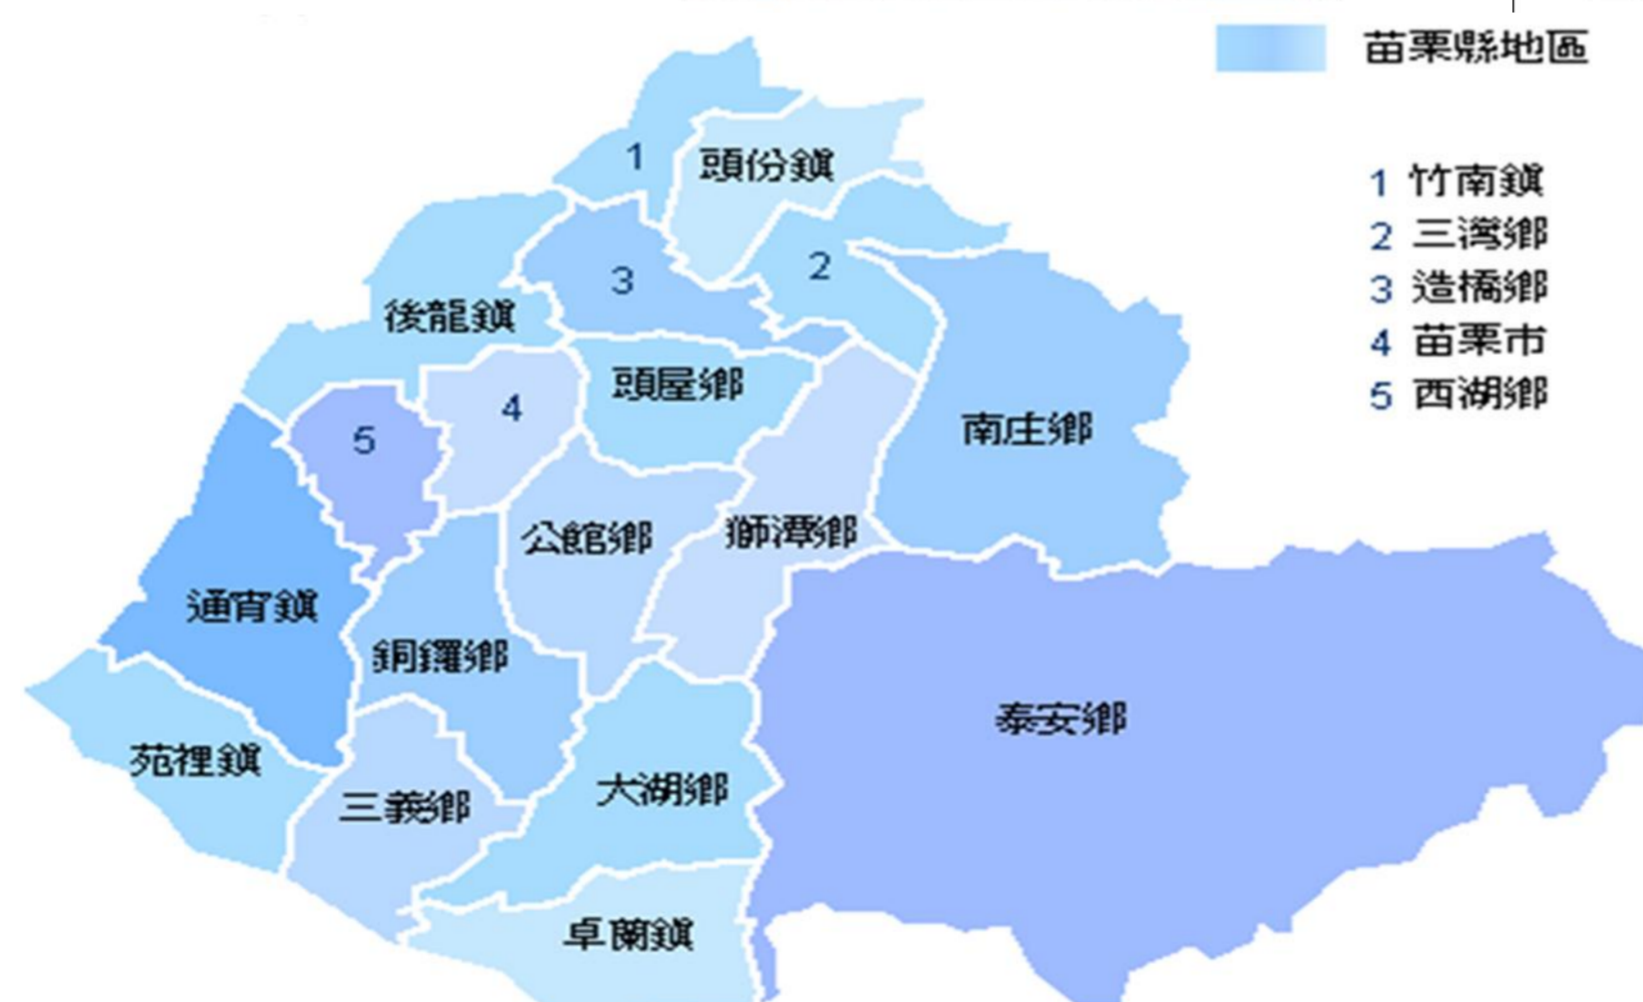 苗栗縣地區
1
頭份鎮
1 竹南鎮
2 三灣鄉
3 造橋鄉
4 苗栗市
5 西湖鄉
2
3
後龍鎮
頭屋鄉
4
5
南庄鄉
公館鄉
獅潭鄉
通宵鎮
銅鑼鄉
泰安鄉
苑裡鎮
三義鄉
大湖鄉
卓蘭鎮